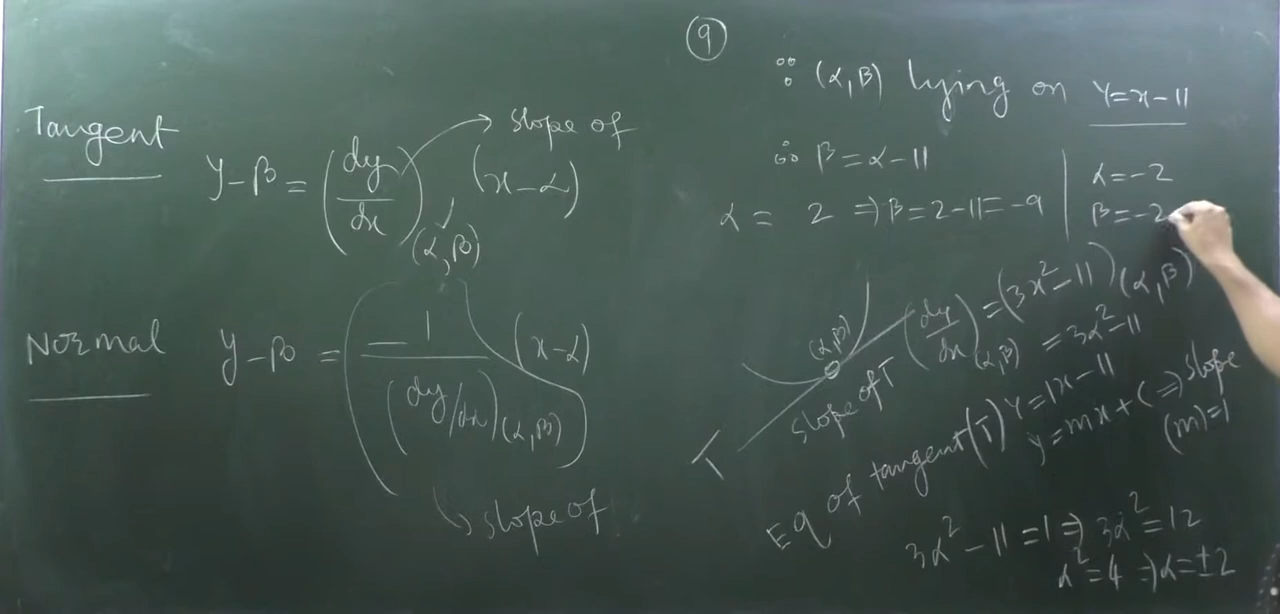 Tangent
y-β = (dy/dx)(α,β) (x-α)
slope of
Normal
y-β = -1/(dy/dx)(α,β) (x-α)
slope of
9
∵ (α,β) lying on y=x-11
∴ β=α-11
α = 2 ⇒ β=2-11=-9
α=-2
β=-2
(α,β)
T
slope of T (dy/dx)(α,β) = (3x²-11)(α,β)
= 3α²-11
Eq of tangent (T) y=1x-11
y=mx+c ⇒ slope
(m)=1
3α²-11=1 ⇒ 3α²=12
α²=4 ⇒ α=±2